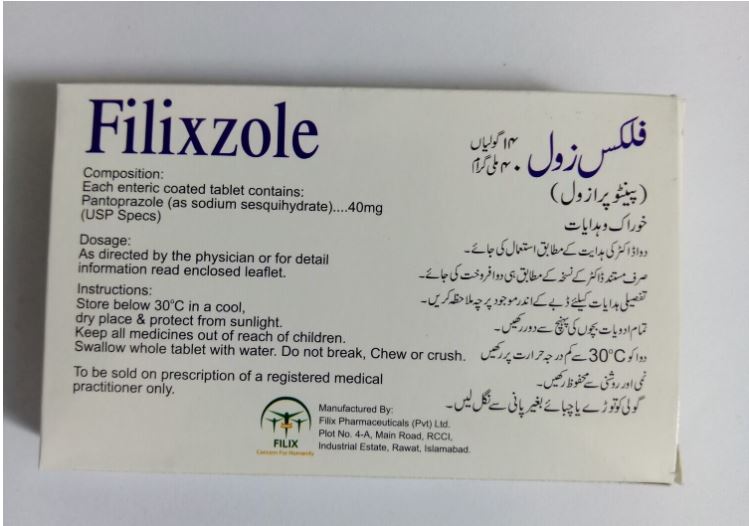 Filixzole
Composition:
Each enteric coated tablet contains:
Pantoprazole (as sodium sesquihydrate)....40mg
(USP Specs)
Dosage:
As directed by the physician or for detail
information read enclosed leaflet.
Instructions:
Store below 30°C in a cool,
dry place & protect from sunlight.
Keep all medicines out of reach of children.
Swallow whole tablet with water. Do not break, Chew or crush.
To be sold on prescription of a registered medical
practitioner only.
فلکس زول
۱۴ گولیاں
۴۰ ملی گرام
(پینٹوپرازول)
خوراک و ہدایات
دوا ڈاکٹر کی ہدایت کے مطابق استعمال کی جائے۔
صرف مستند ڈاکٹر کے نسخہ کے مطابق ہی دوا فروخت کی جائے۔
تفصیلی ہدایات کیلئے ڈبے کے اندر موجود پرچہ ملاحظہ کریں۔
تمام ادویات بچوں کی پہنچ سے دور رکھیں۔
دوا کو 30°C سے کم درجہ حرارت پر رکھیں
نمی اور روشنی سے محفوظ رکھیں۔
گولی کو توڑے یا چبائے بغیر پانی سے نگل لیں۔
FILIX
Concern For Humanity
Manufactured By:
Filix Pharmaceuticals (Pvt) Ltd.
Plot No. 4-A, Main Road, RCCI,
Industrial Estate, Rawat, Islamabad.